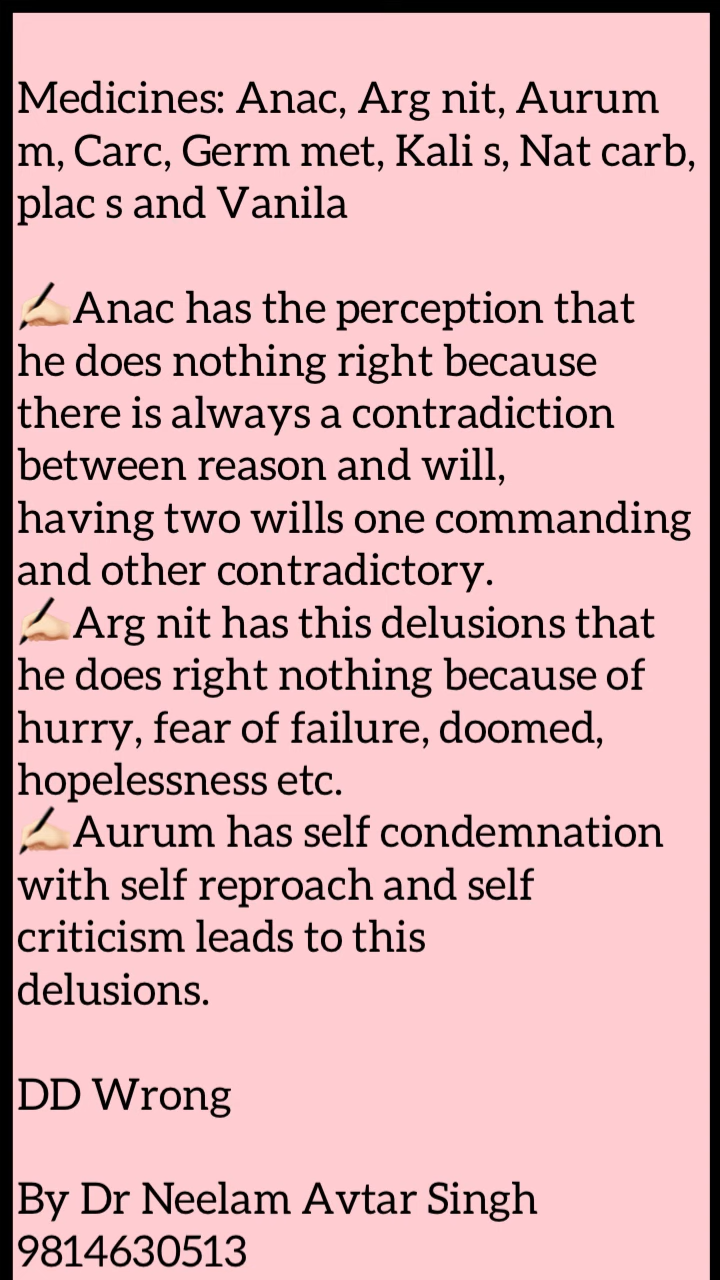 Medicines: Anac, Arg nit, Aurum
m, Carc, Germ met, Kali s, Nat carb,
plac s and Vanila
✍🏻Anac has the perception that
he does nothing right because
there is always a contradiction
between reason and will,
having two wills one commanding
and other contradictory.
✍🏻Arg nit has this delusions that
he does right nothing because of
hurry, fear of failure, doomed,
hopelessness etc.
✍🏻Aurum has self condemnation
with self reproach and self
criticism leads to this
delusions.
DD Wrong
By Dr Neelam Avtar Singh
9814630513